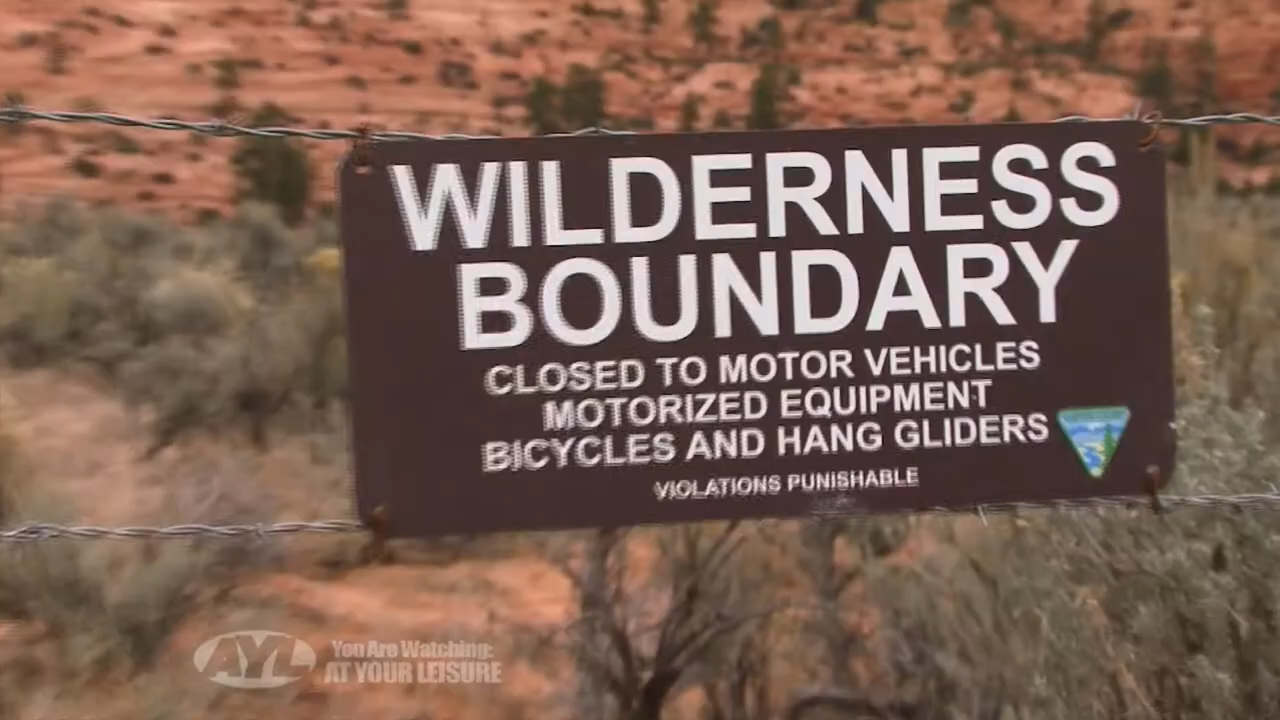 WILDERNESS
BOUNDARY
CLOSED TO MOTOR VEHICLES
MOTORIZED EQUIPMENT
BICYCLES AND HANG GLIDERS
VIOLATIONS PUNISHABLE
AYL
You Are Watching:
AT YOUR LEISURE